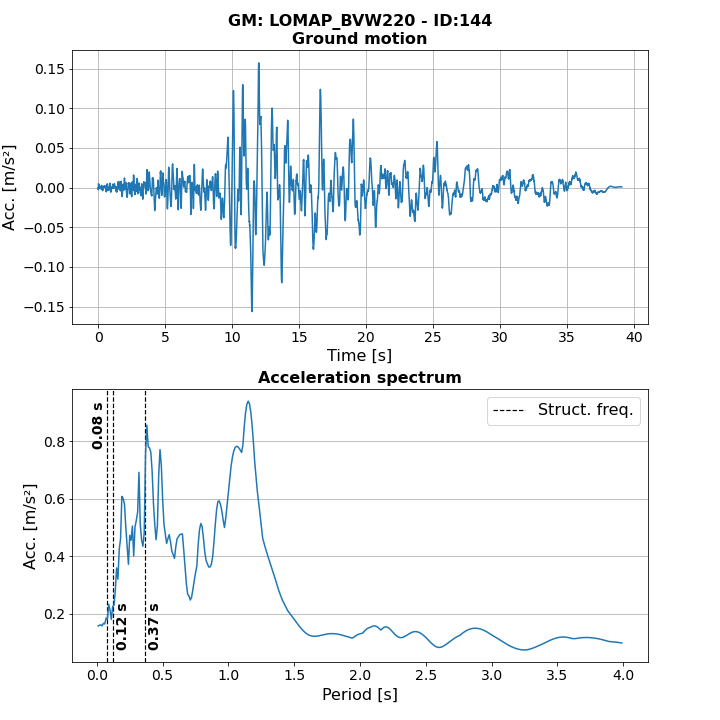 GM: LOMAP_BVW220 - ID:144
Ground motion
0.15
0.10
0.05
0.00
−0.05
−0.10
−0.15
Acc. [m/s²]
0 5 10 15 20 25 30 35 40
Time [s]
Acceleration spectrum
Struct. freq.
0.8
0.6
0.4
0.2
Acc. [m/s²]
0.08 s
0.12 s
0.37 s
0.0 0.5 1.0 1.5 2.0 2.5 3.0 3.5 4.0
Period [s]